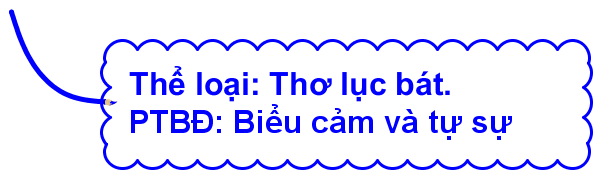 Thể loại: Thơ lục bát.
PTBĐ: Biểu cảm và tự sự